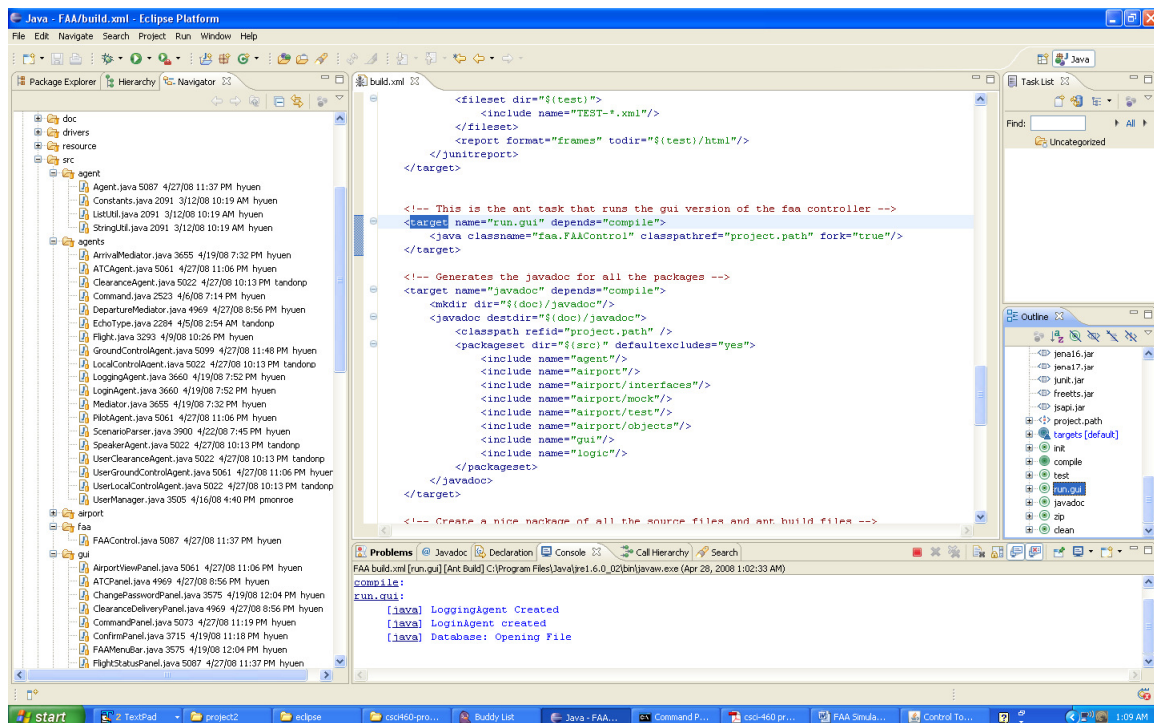 Java - FAA/build.xml - Eclipse Platform
File Edit Navigate Search Project Run Window Help
Java
Package Explorer Hierarchy Navigator
doc
drivers
resource
src
agent
Agent.java 5087 4/27/08 11:37 PM hyuen
Constants.java 2091 3/12/08 10:19 AM hyuen
ListUtil.java 2091 3/12/08 10:19 AM hyuen
StringUtil.java 2091 3/12/08 10:19 AM hyuen
agents
ArrivalMediator.java 3655 4/19/08 7:32 PM hyuen
ATCAgent.java 5061 4/27/08 11:06 PM hyuen
ClearanceAgent.java 5022 4/27/08 10:13 PM tandonp
Command.java 2523 4/6/08 7:14 PM hyuen
DepartureMediator.java 4969 4/27/08 8:56 PM hyuen
EchoType.java 2284 4/5/08 2:54 AM tandonp
Flight.java 3293 4/9/08 10:26 PM hyuen
GroundControlAgent.java 5099 4/27/08 11:48 PM hyuen
LocalControlAgent.java 5022 4/27/08 10:13 PM tandonp
LoggingAgent.java 3660 4/19/08 7:52 PM hyuen
LoginAgent.java 3660 4/19/08 7:52 PM hyuen
Mediator.java 3655 4/19/08 7:32 PM hyuen
PilotAgent.java 5061 4/27/08 11:06 PM hyuen
ScenarioParser.java 3900 4/22/08 7:45 PM hyuen
SpeakerAgent.java 5022 4/27/08 10:13 PM tandonp
UserClearanceAgent.java 5022 4/27/08 10:13 PM tandonp
UserGroundControlAgent.java 5061 4/27/08 11:06 PM hyuen
UserLocalControlAgent.java 5022 4/27/08 10:13 PM tandonp
UserManager.java 3505 4/16/08 4:40 PM pmonroe
airport
faa
FAAControl.java 5087 4/27/08 11:37 PM hyuen
gui
AirportViewPanel.java 5061 4/27/08 11:06 PM hyuen
ATCPanel.java 4969 4/27/08 8:56 PM hyuen
ChangePasswordPanel.java 3575 4/19/08 12:04 PM hyuen
ClearanceDeliveryPanel.java 4969 4/27/08 8:56 PM hyuen
CommandPanel.java 5073 4/27/08 11:19 PM hyuen
ConfirmPanel.java 3715 4/19/08 11:18 PM hyuen
FAAMenuBar.java 3575 4/19/08 12:04 PM hyuen
FlightStatusPanel.java 5087 4/27/08 11:37 PM hyuen
build.xml
<fileset dir="${test}">
<include name="TEST-*.xml"/>
</fileset>
<report format="frames" todir="${test}/html"/>
</junitreport>
</target>
<!-- This is the ant task that runs the gui version of the faa controller -->
<target name="run.gui" depends="compile">
<java classname="faa.FAAControl" classpathref="project.path" fork="true"/>
</target>
<!-- Generates the javadoc for all the packages -->
<target name="javadoc" depends="compile">
<mkdir dir="${doc}/javadoc"/>
<javadoc destdir="${doc}/javadoc">
<classpath refid="project.path" />
<packageset dir="${src}" defaultexcludes="yes">
<include name="agent"/>
<include name="airport"/>
<include name="airport/interfaces"/>
<include name="airport/mock"/>
<include name="airport/test"/>
<include name="airport/objects"/>
<include name="gui"/>
<include name="logic"/>
</packageset>
</javadoc>
</target>
<!-- Create a nice package of all the source files and ant build files -->
Task List
Find: All
Uncategorized
Outline
jena16.jar
jena17.jar
junit.jar
freetts.jar
jsapi.jar
project.path
targets [default]
init
compile
test
run.gui
javadoc
zip
clean
Problems Javadoc Declaration Console Call Hierarchy Search
FAA build.xml [run.gui] [Ant Build] C:\Program Files\Java\jre1.6.0_02\bin\javaw.exe (Apr 28, 2008 1:02:33 AM)
compile:
run.gui:
[java] LoggingAgent Created
[java] LoginAgent created
[java] Database: Opening File
start 2 TextPad project2 eclipse csci460-pro... Buddy List Java - FAA... Command P... csci-460 pr... FAA Simula... Control To... 1:09 AM